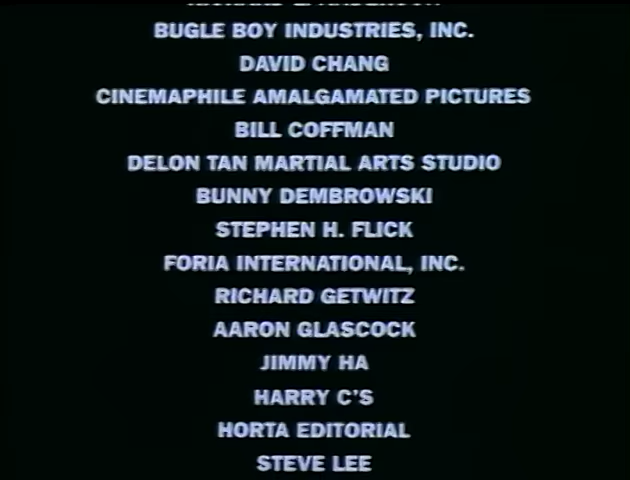 BUGLE BOY INDUSTRIES, INC.
DAVID CHANG
CINEMAPHILE AMALGAMATED PICTURES
BILL COFFMAN
DELON TAN MARTIAL ARTS STUDIO
BUNNY DEMBROWSKI
STEPHEN H. FLICK
FORIA INTERNATIONAL, INC.
RICHARD GETWITZ
AARON GLASCOCK
JIMMY HA
HARRY C'S
HORTA EDITORIAL
STEVE LEE